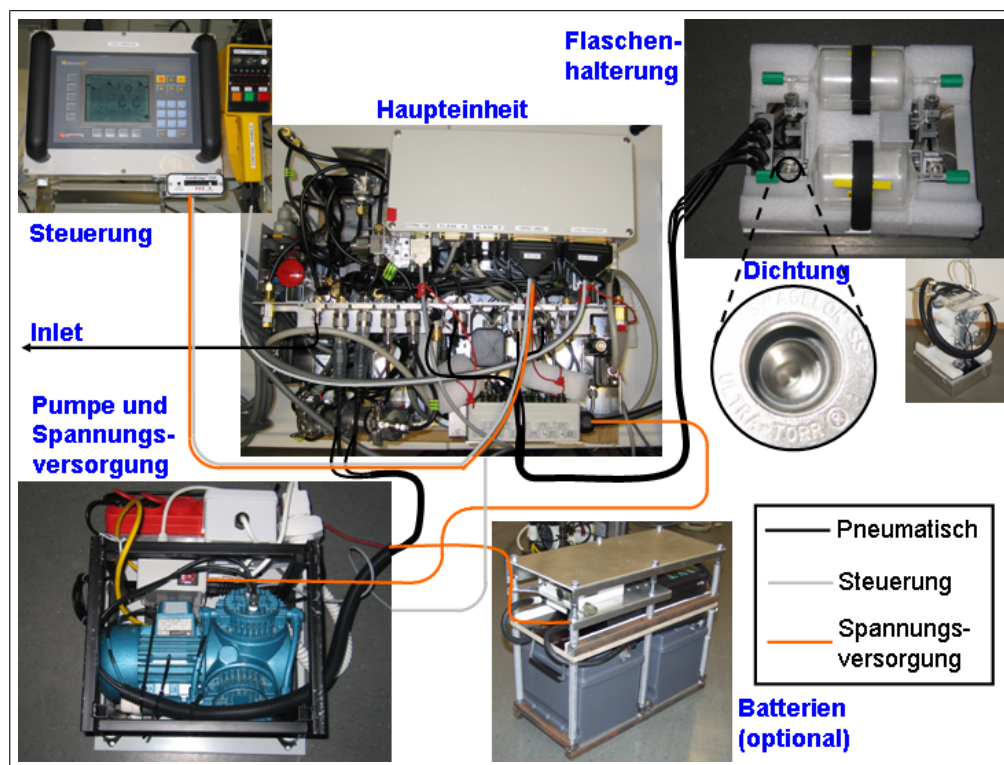 Flaschen-
halterung
Haupteinheit
Steuerung
Dichtung
SWAGELOK SS
ULTRA-TORR®
Inlet
Pumpe und
Spannungs-
versorgung
Pneumatisch
Steuerung
Spannungs-
versorgung
Batterien
(optional)